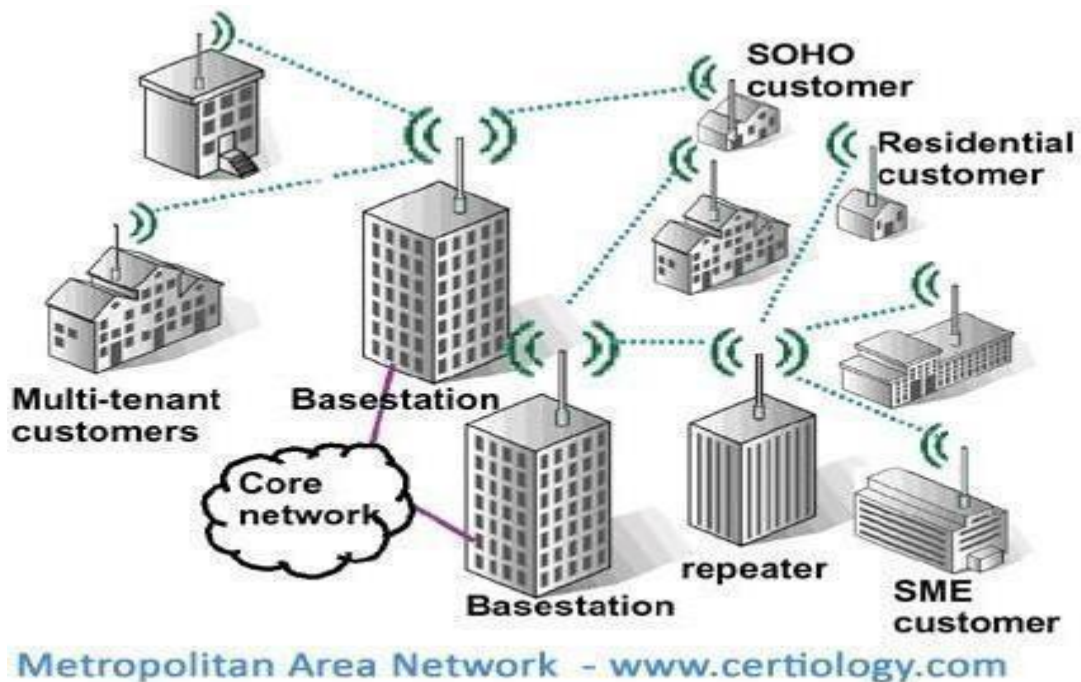 SOHO
customer
Residential
customer
Multi-tenant
customers
Basestation
Core
network
Basestation
repeater
SME
customer
Metropolitan Area Network - www.certiology.com